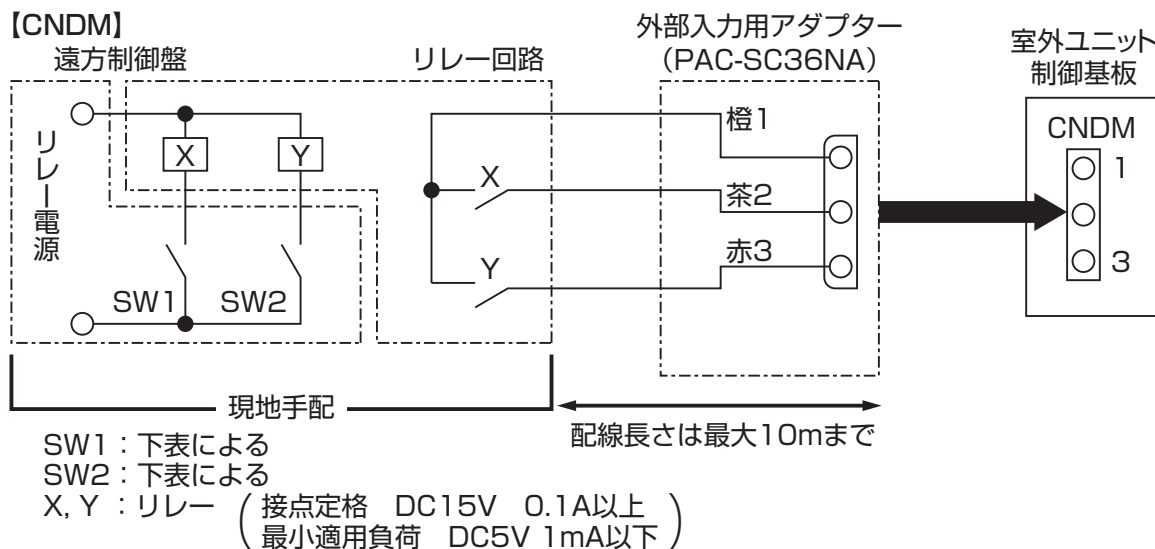 【CNDM】
遠方制御盤
リレー回路
外部入力用アダプター
(PAC-SC36NA)
室外ユニット
制御基板
リレー電源
X
Y
SW1
SW2
X
Y
橙1
茶2
赤3
CNDM
1
3
現地手配
配線長さは最大10mまで
SW1：下表による
SW2：下表による
X, Y ：リレー (接点定格 DC15V 0.1A以上
最小適用負荷 DC5V 1mA以下)